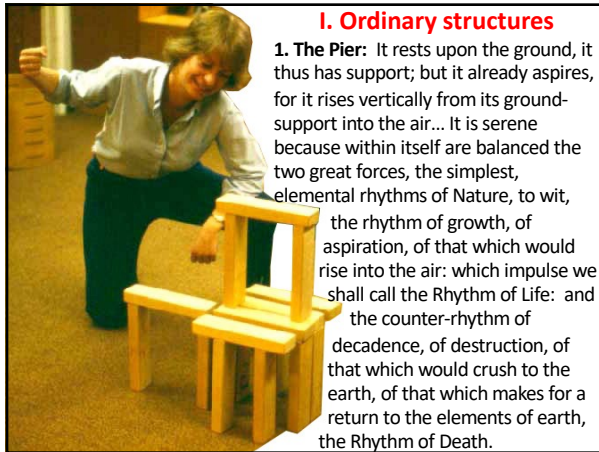 I. Ordinary structures
1. The Pier:  It rests upon the ground, it
thus has support; but it already aspires,
for it rises vertically from its ground-
support into the air... It is serene
because within itself are balanced the
two great forces, the simplest,
elemental rhythms of Nature, to wit,
the rhythm of growth, of
aspiration, of that which would
rise into the air: which impulse we
shall call the Rhythm of Life:  and
the counter-rhythm of
decadence, of destruction, of
that which would crush to the
earth, of that which makes for a
return to the elements of earth,
the Rhythm of Death.